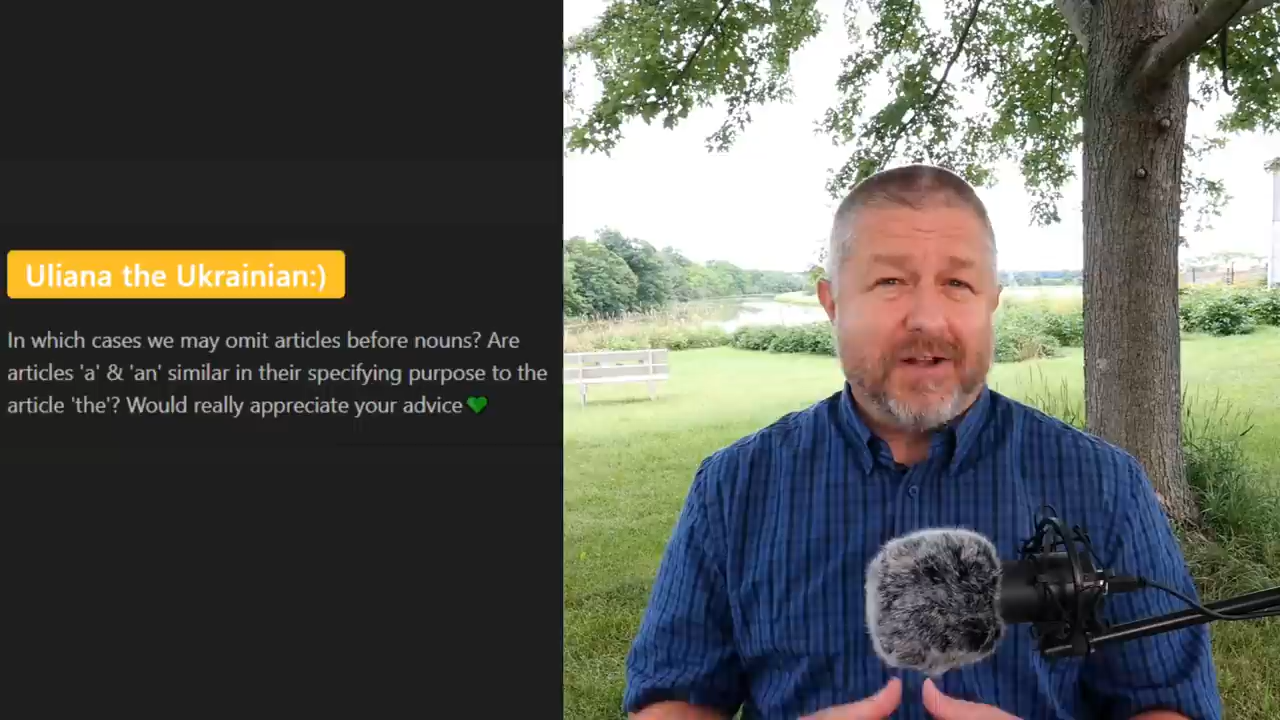 Uliana the Ukrainian:)
In which cases we may omit articles before nouns? Are
articles 'a' & 'an' similar in their specifying purpose to the
article 'the'? Would really appreciate your advice💚